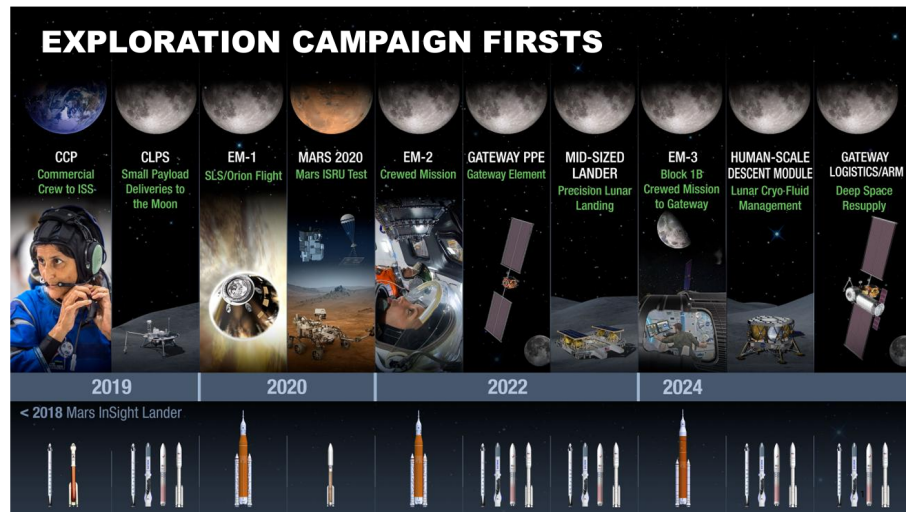 EXPLORATION CAMPAIGN FIRSTS
CCP
Commercial
Crew to ISS
CLPS
Small Payload
Deliveries to
the Moon
EM-1
SLS/Orion Flight
MARS 2020
Mars ISRU Test
EM-2
Crewed Mission
GATEWAY PPE
Gateway Element
MID-SIZED
LANDER
Precision Lunar
Landing
EM-3
Block 1B
Crewed Mission
to Gateway
HUMAN-SCALE
DESCENT MODULE
Lunar Cryo Fluid
Management
GATEWAY
LOGISTICS/ARM
Deep Space
Resupply
2019
2020
2022
2024
< 2018 Mars InSight Lander